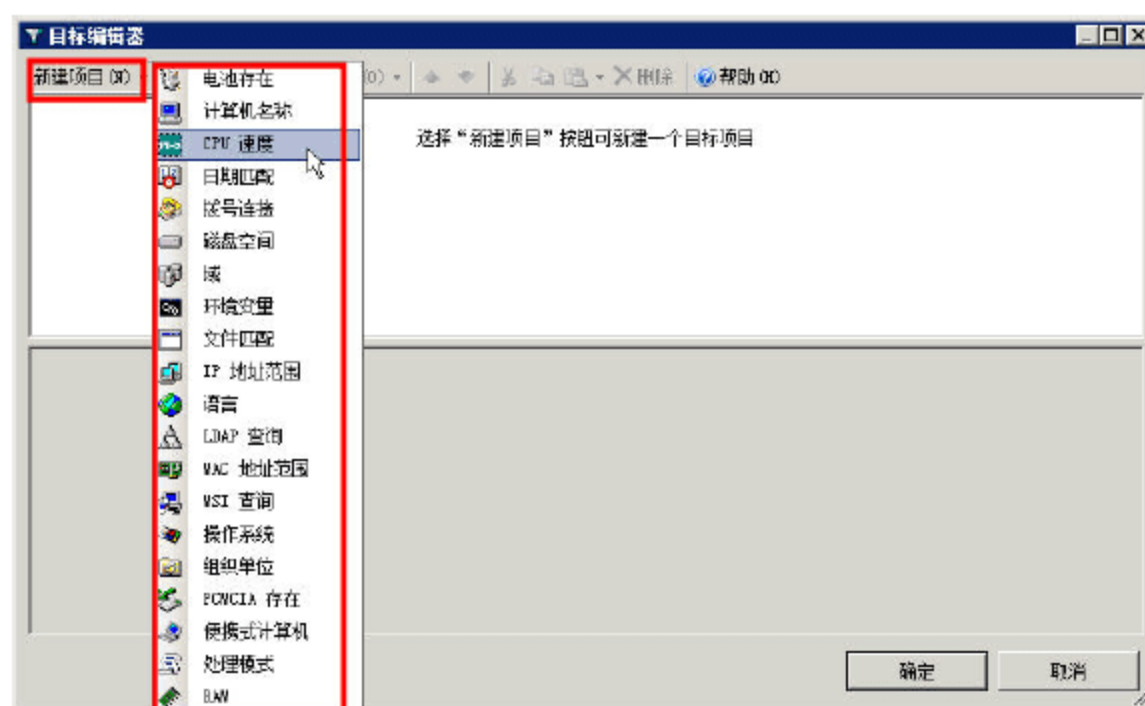 目标编辑器
新建项目(N)
(O)
删除
帮助(H)
选择“新建项目”按钮可新建一个目标项目
电池存在
计算机名称
CPU 速度
日期匹配
拨号连接
磁盘空间
域
环境变量
文件匹配
IP 地址范围
语言
LDAP 查询
MAC 地址范围
MSI 查询
操作系统
组织单位
PCMCIA 存在
便携式计算机
处理模式
RAM
确定
取消